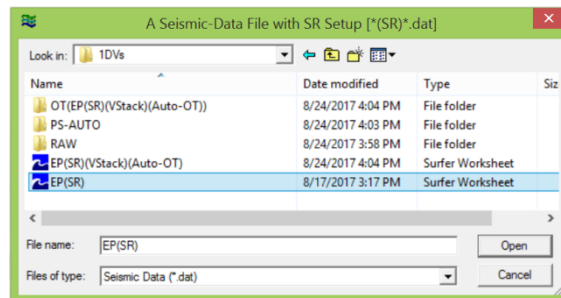 A Seismic-Data File with SR Setup [*(SR)*.dat]
Look in: 1DVs
Name Date modified Type Siz
OT(EP(SR)(VStack)(Auto-OT)) 8/24/2017 4:04 PM File folder
PS-AUTO 8/24/2017 4:03 PM File folder
RAW 8/24/2017 3:58 PM File folder
EP(SR)(VStack)(Auto-OT) 8/24/2017 4:04 PM Surfer Worksheet
EP(SR) 8/17/2017 3:17 PM Surfer Worksheet
File name: EP(SR) Open
Files of type: Seismic Data (*.dat) Cancel